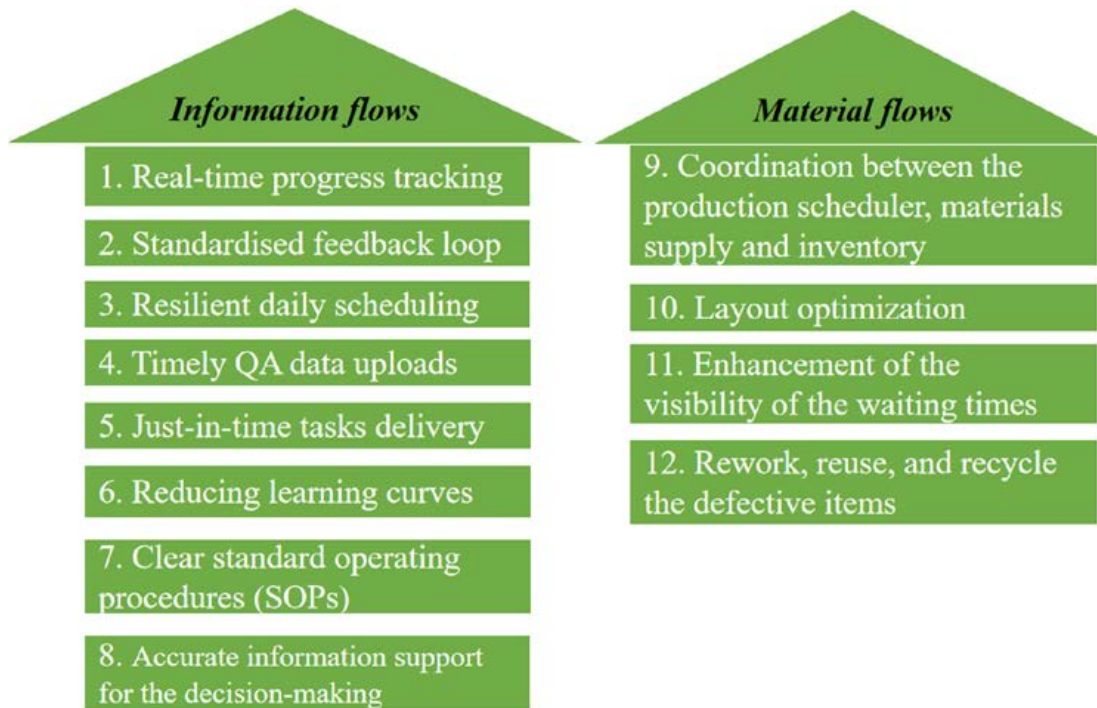 Information flows
1. Real-time progress tracking
2. Standardised feedback loop
3. Resilient daily scheduling
4. Timely QA data uploads
5. Just-in-time tasks delivery
6. Reducing learning curves
7. Clear standard operating
procedures (SOPs)
8. Accurate information support
for the decision-making
Material flows
9. Coordination between the
production scheduler, materials
supply and inventory
10. Layout optimization
11. Enhancement of the
visibility of the waiting times
12. Rework, reuse, and recycle
the defective items